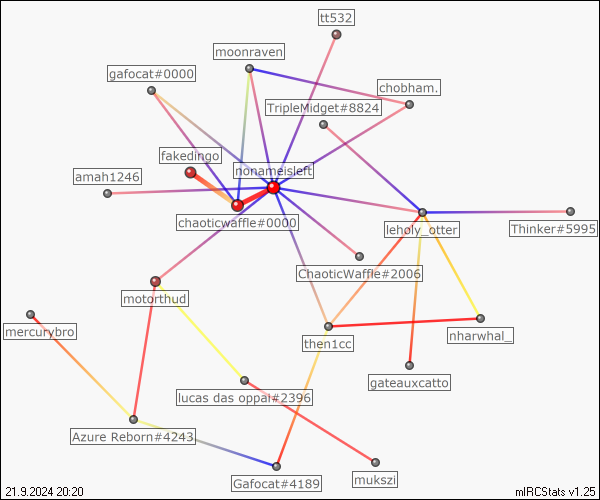 tt532
moonraven
gafocat#0000
chobham.
TripleMidget#8824
fakedingo
nonameisleft
amah1246
chaoticwaffle#0000
leholy_otter
Thinker#5995
ChaoticWaffle#2006
motorthud
mercurybro
then1cc
nharwhal_
gateauxcatto
lucas das oppai#2396
Azure Reborn#4243
Gafocat#4189
mukszi
21.9.2024 20:20
mIRCStats v1.25